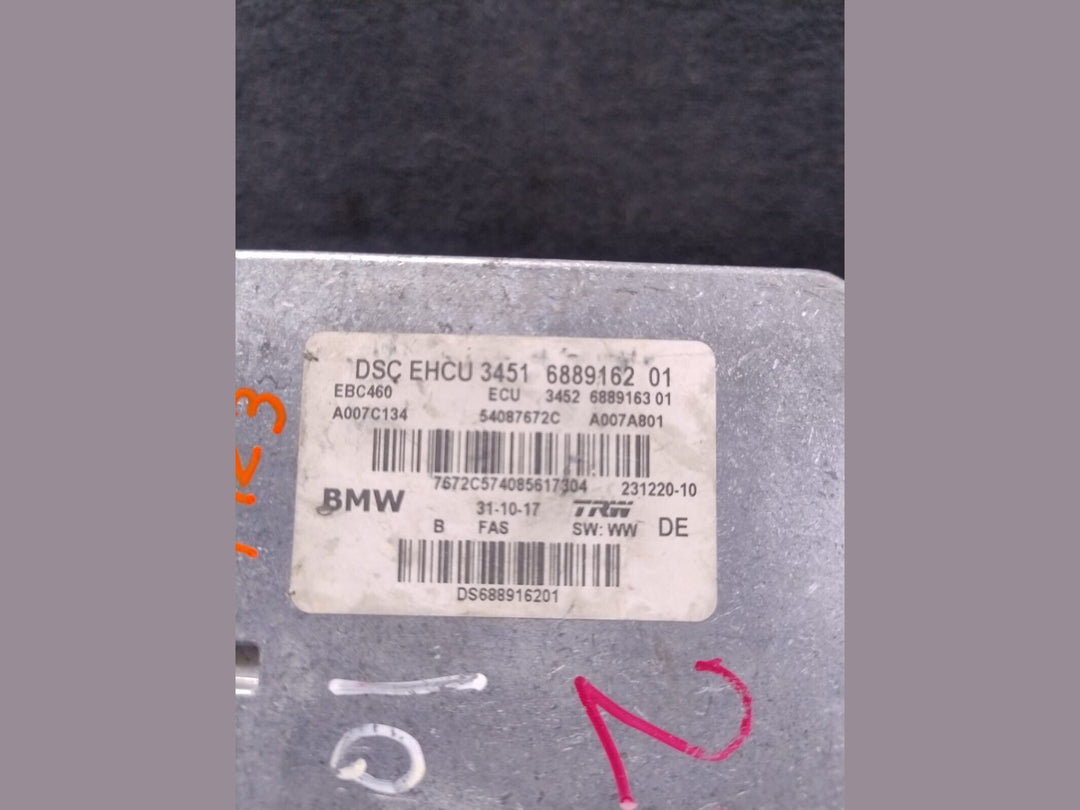 DSC EHCU 3451 6889162 01
EBC460 ECU 3452 6889163 01
A007C134 54087672C A007A801
7672C574085617304 231220-10
BMW 31-10-17 TRW
B FAS SW: WW DE
DS688916201